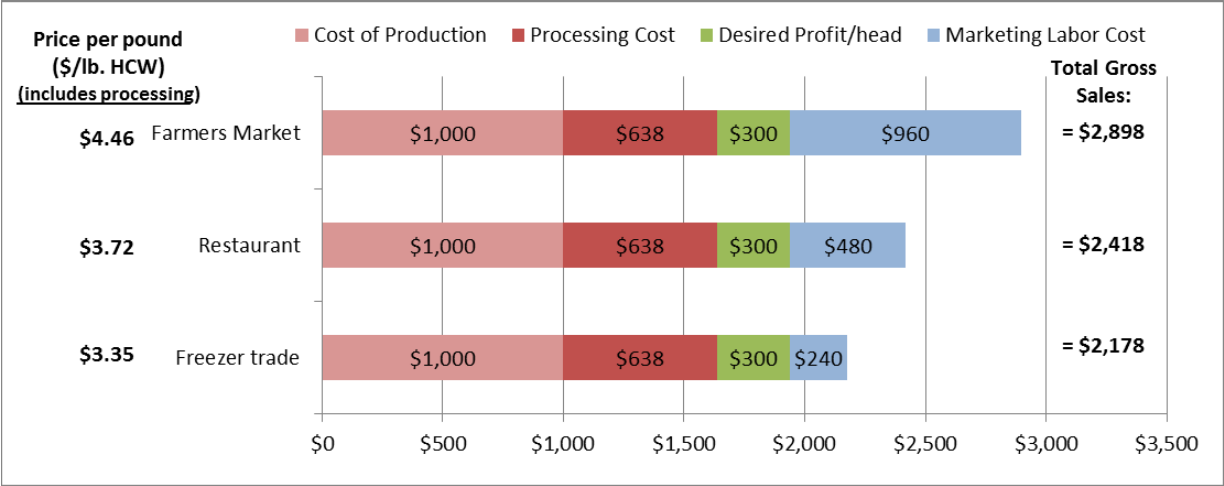 Price per pound
($/lb. HCW)
(includes processing)
Cost of Production Processing Cost Desired Profit/head Marketing Labor Cost
Total Gross
Sales:
$4.46 Farmers Market $1,000 $638 $300 $960 = $2,898
$3.72 Restaurant $1,000 $638 $300 $480 = $2,418
$3.35 Freezer trade $1,000 $638 $300 $240 = $2,178
$0 $500 $1,000 $1,500 $2,000 $2,500 $3,000 $3,500